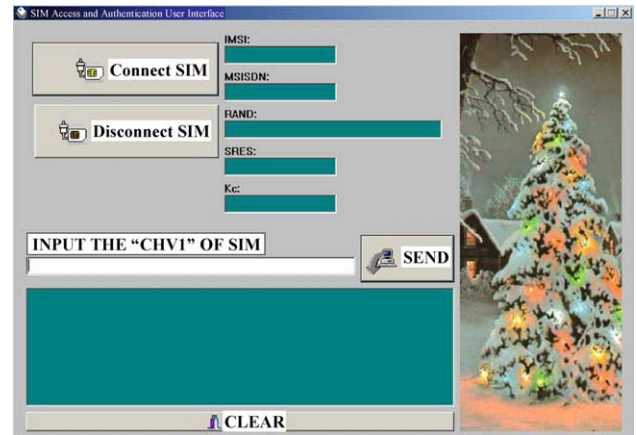 SIM Access and Authentication User Interface
IMSI:
Connect SIM
MSISDN:
RAND:
Disconnect SIM
SRES:
Kc:
INPUT THE “CHV1” OF SIM
SEND
CLEAR